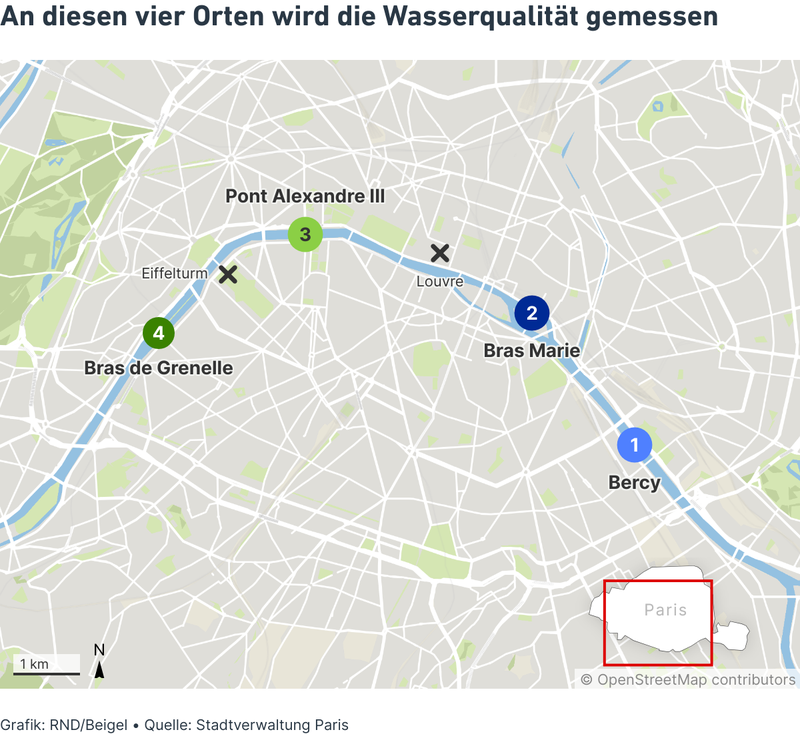 An diesen vier Orten wird die Wasserqualität gemessen
Pont Alexandre III
3
Eiffelturm
Louvre
4
Bras de Grenelle
2
Bras Marie
1
Bercy
Paris
1 km
N
© OpenStreetMap contributors
Grafik: RND/Beigel • Quelle: Stadtverwaltung Paris